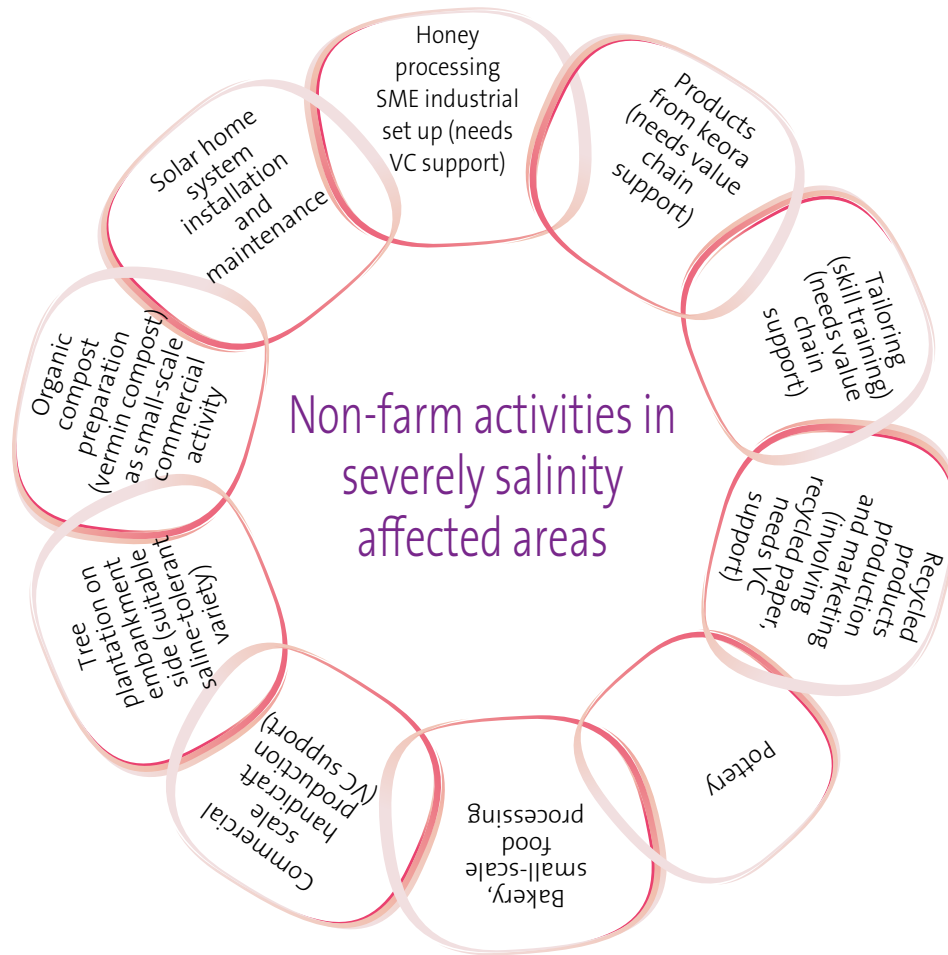 Honey
processing
SME industrial
set up (needs
VC support)
Products
from keora
(needs value
chain
support)
Tailoring
(skill training)
(needs value
chain
support)
Recycled
products
production
and marketing
(involving
recycled paper,
needs VC
support)
Pottery
Bakery,
small-scale
food
processing
Commercial
scale
handicraft
production
(VC support)
Tree
plantation on
embankment
side (suitable
saline-tolerant
variety)
Organic
compost
preparation
(vermin compost)
as small-scale
commercial
activity
Solar home
system
installation
and
maintenance
Non-farm activities in
severely salinity
affected areas